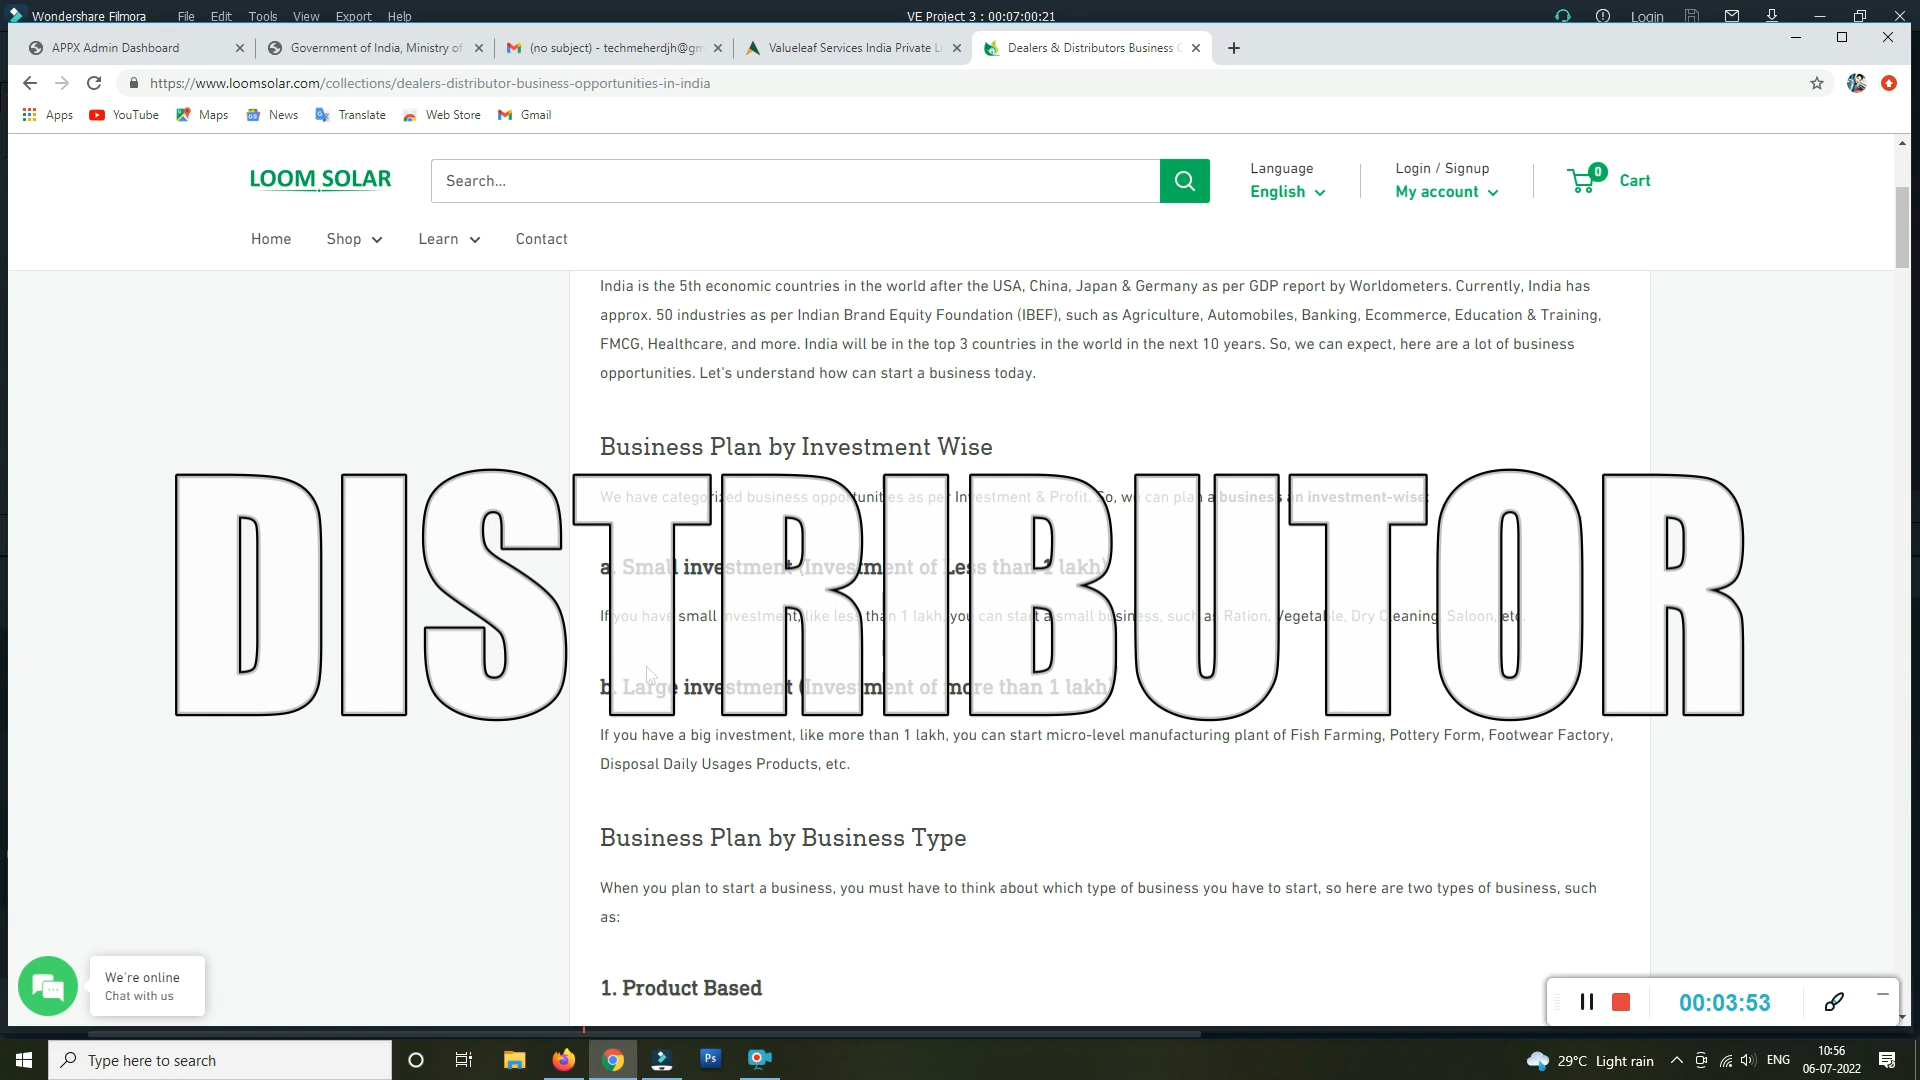 Wondershare Filmora File Edit Tools View Export Help VE Project 3 : 00:07:00:21 Login
APPX Admin Dashboard Government of India, Ministry of (no subject) - techmeherdjh@gm Valueleaf Services India Private L Dealers & Distributors Business
https://www.loomsolar.com/collections/dealers-distributor-business-opportunities-in-india
Apps YouTube Maps News Translate Web Store Gmail
LOOM SOLAR Search... Language Login / Signup 0 Cart
English My account
Home Shop Learn Contact
India is the 5th economic countries in the world after the USA, China, Japan & Germany as per GDP report by Worldometers. Currently, India has
approx. 50 industries as per Indian Brand Equity Foundation (IBEF), such as Agriculture, Automobiles, Banking, Ecommerce, Education & Training,
FMCG, Healthcare, and more. India will be in the top 3 countries in the world in the next 10 years. So, we can expect, here are a lot of business
opportunities. Let's understand how can start a business today.
Business Plan by Investment Wise
We have categorized business opportunities as per Investment & Profit. So, we can plan a business an investment-wise:
DISTRIBUTOR
a. Small investment (Investment of Less than 1 lakh)
If you have small investment, like less than 1 lakh, you can start a small business, such as Ration, Vegetable, Dry Cleaning, Saloon, etc.
b. Large investment (Investment of more than 1 lakh)
If you have a big investment, like more than 1 lakh, you can start micro-level manufacturing plant of Fish Farming, Pottery Form, Footwear Factory,
Disposal Daily Usages Products, etc.
Business Plan by Business Type
When you plan to start a business, you must have to think about which type of business you have to start, so here are two types of business, such
as:
We're online
Chat with us
1. Product Based
00:03:53
Type here to search Ps 29°C Light rain ENG 10:56
06-07-2022